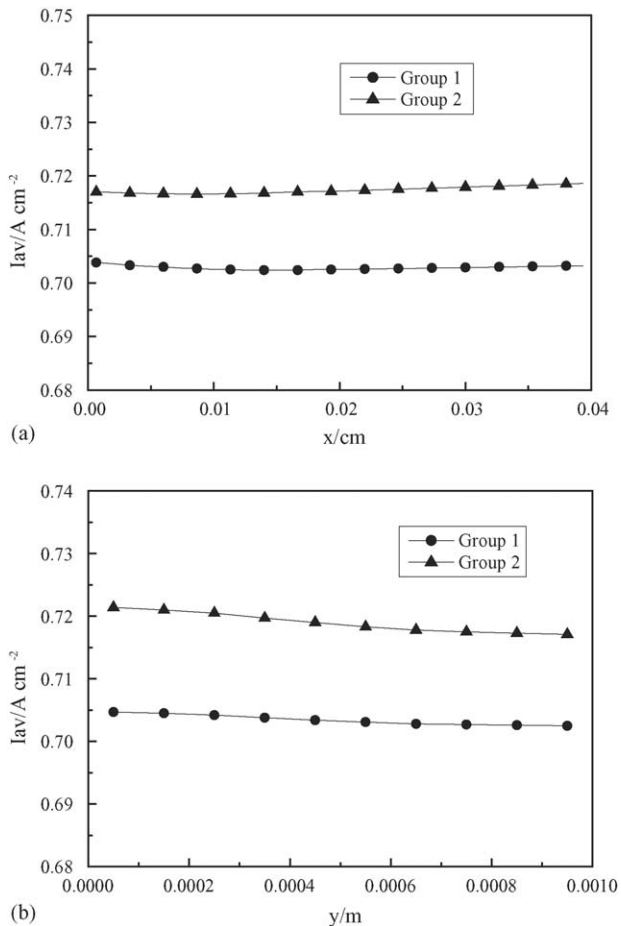 0.75
0.74
Group 1
Group 2
0.73
0.72
0.71
0.70
0.69
0.68
Iav/A cm⁻²
0.00 0.01 0.02 0.03 0.04
x/cm
(a)
0.74
0.73
Group 1
Group 2
0.72
0.71
0.70
0.69
0.68
Iav/A cm⁻²
0.0000 0.0002 0.0004 0.0006 0.0008 0.0010
y/m
(b)